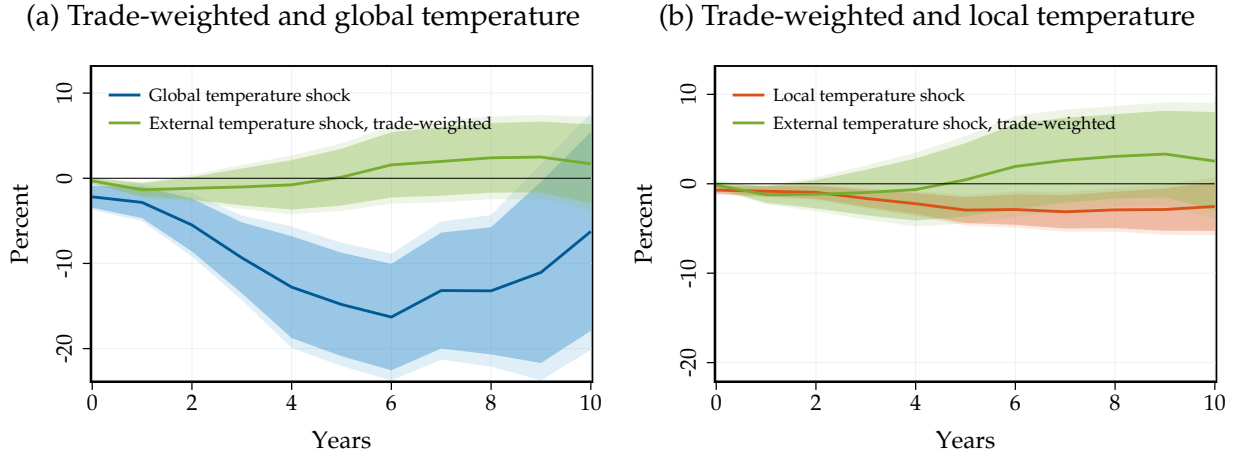 (a) Trade-weighted and global temperature
Global temperature shock
External temperature shock, trade-weighted
Percent
10
0
-10
-20
0 2 4 6 8 10
Years
(b) Trade-weighted and local temperature
Local temperature shock
External temperature shock, trade-weighted
Percent
10
0
-10
-20
0 2 4 6 8 10
Years